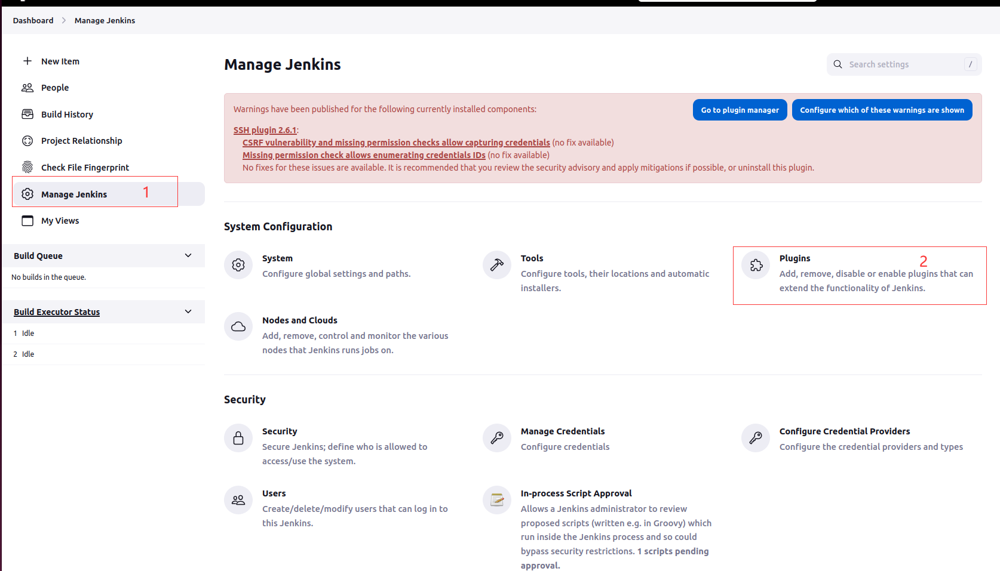 Dashboard > Manage Jenkins
New Item
People
Build History
Project Relationship
Check File Fingerprint
Manage Jenkins 1
My Views
Build Queue
No builds in the queue.
Build Executor Status
1 Idle
2 Idle
Manage Jenkins
Search settings /
Warnings have been published for the following currently installed components:
Go to plugin manager
Configure which of these warnings are shown
SSH plugin 2.6.1:
CSRF vulnerability and missing permission checks allow capturing credentials (no fix available)
Missing permission check allows enumerating credentials IDs (no fix available)
No fixes for these issues are available. It is recommended that you review the security advisory and apply mitigations if possible, or uninstall this plugin.
System Configuration
System
Configure global settings and paths.
Tools
Configure tools, their locations and automatic
installers.
Plugins 2
Add, remove, disable or enable plugins that can
extend the functionality of Jenkins.
Nodes and Clouds
Add, remove, control and monitor the various
nodes that Jenkins runs jobs on.
Security
Security
Secure Jenkins; define who is allowed to
access/use the system.
Manage Credentials
Configure credentials
Configure Credential Providers
Configure the credential providers and types
Users
Create/delete/modify users that can log in to
this Jenkins.
In-process Script Approval
Allows a Jenkins administrator to review
proposed scripts (written e.g. in Groovy) which
run inside the Jenkins process and so could
bypass security restrictions. 1 scripts pending
approval.